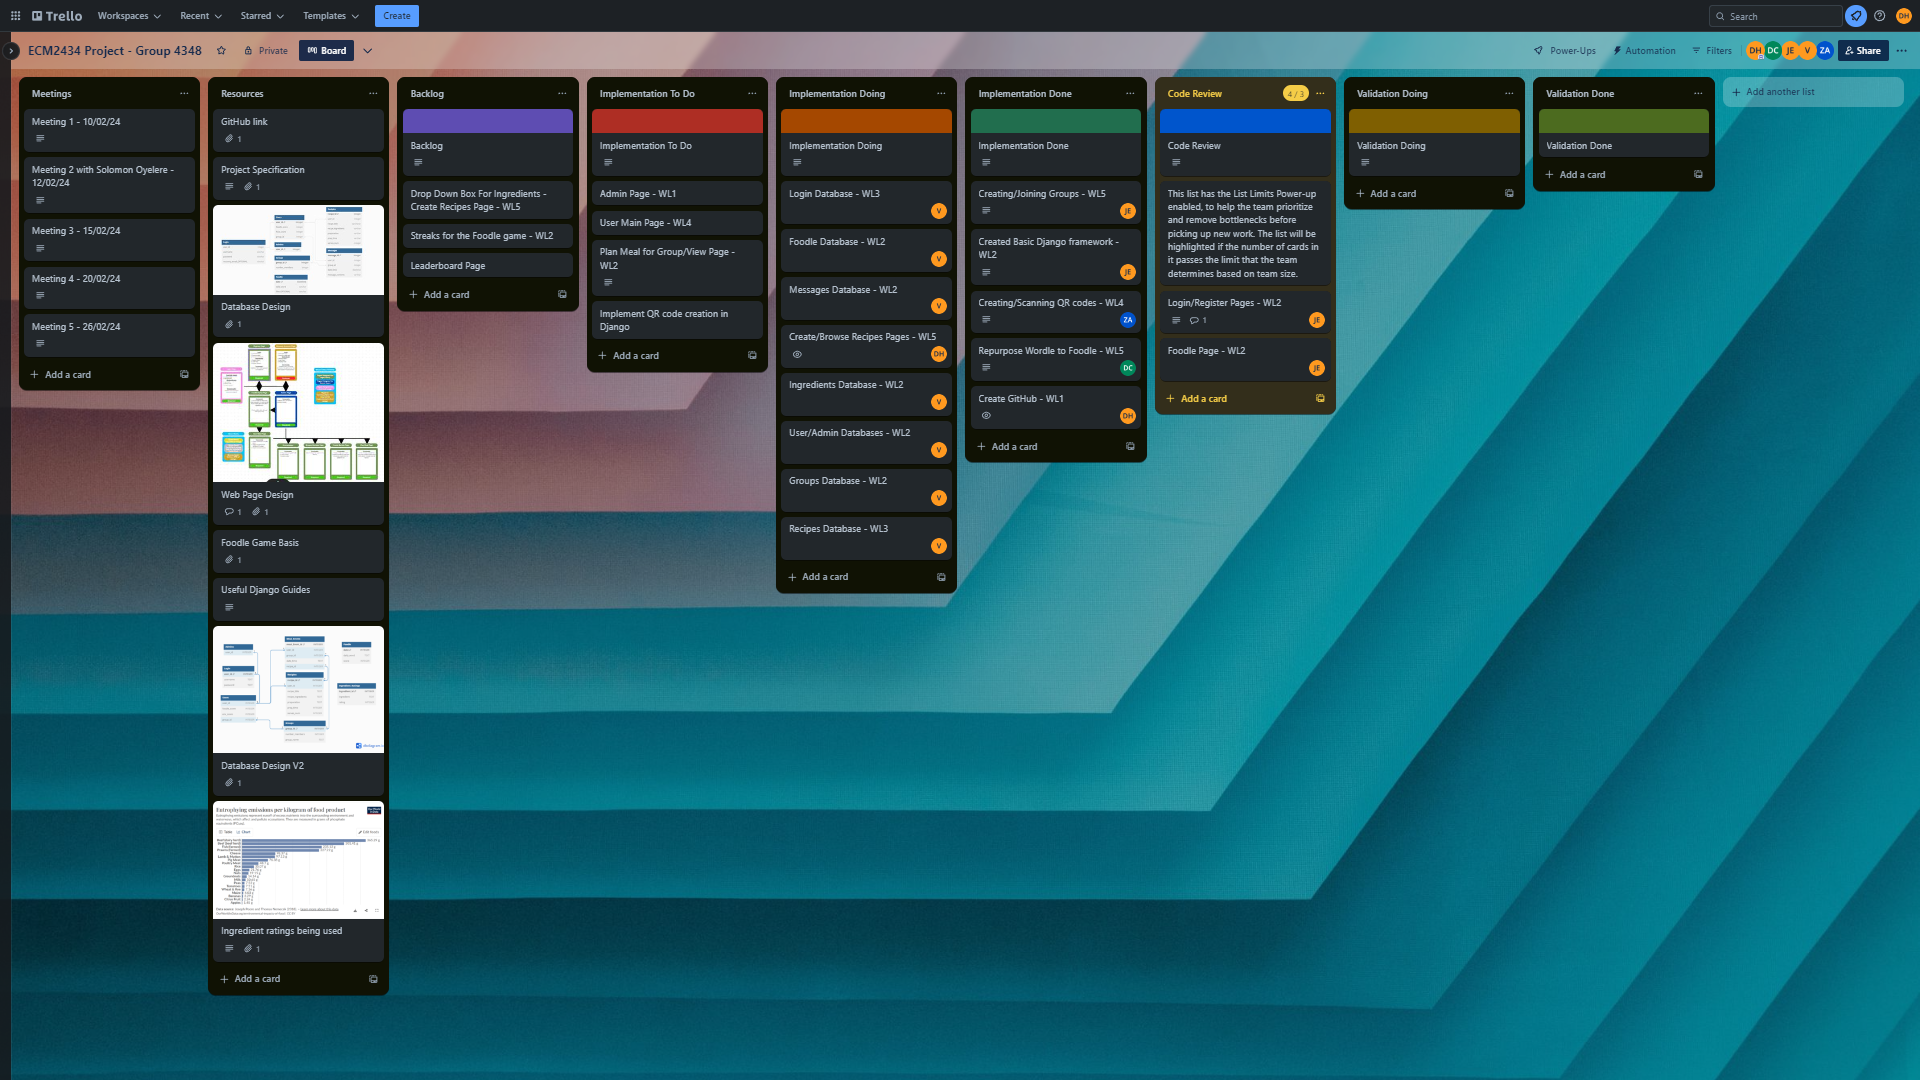 Trello
Workspaces
Recent
Starred
Templates
Create
Search
DH
ECM2434 Project - Group 4348
Private
Board
Power-Ups
Automation
Filters
DH
DC
JE
V
ZA
Share
Meetings
Meeting 1 - 10/02/24
Meeting 2 with Solomon Oyelere -
12/02/24
Meeting 3 - 15/02/24
Meeting 4 - 20/02/24
Meeting 5 - 26/02/24
+ Add a card
Resources
GitHub link
1
Project Specification
1
Database Design
1
Web Page Design
1
1
Foodle Game Basis
1
Useful Django Guides
Database Design V2
1
Eutrophying emissions per kilogram of food product
Ingredient ratings being used
1
+ Add a card
Backlog
Backlog
Drop Down Box For Ingredients -
Create Recipes Page - WL5
Streaks for the Foodle game - WL2
Leaderboard Page
+ Add a card
Implementation To Do
Implementation To Do
Admin Page - WL1
User Main Page - WL4
Plan Meal for Group/View Page -
WL2
Implement QR code creation in
Django
+ Add a card
Implementation Doing
Implementation Doing
Login Database - WL3
V
Foodle Database - WL2
V
Messages Database - WL2
V
Create/Browse Recipes Pages - WL5
DH
Ingredients Database - WL2
V
User/Admin Databases - WL2
V
Groups Database - WL2
V
Recipes Database - WL3
V
+ Add a card
Implementation Done
Implementation Done
Creating/Joining Groups - WL5
JE
Created Basic Django framework -
WL2
JE
Creating/Scanning QR codes - WL4
ZA
Repurpose Wordle to Foodle - WL5
DC
Create GitHub - WL1
DH
+ Add a card
Code Review
4 / 3
Code Review
This list has the List Limits Power-up
enabled, to help the team prioritize
and remove bottlenecks before
picking up new work. The list will be
highlighted if the number of cards in
it passes the limit that the team
determines based on team size.
Login/Register Pages - WL2
1
JE
Foodle Page - WL2
JE
+ Add a card
Validation Doing
Validation Doing
+ Add a card
Validation Done
Validation Done
+ Add a card
+ Add another list